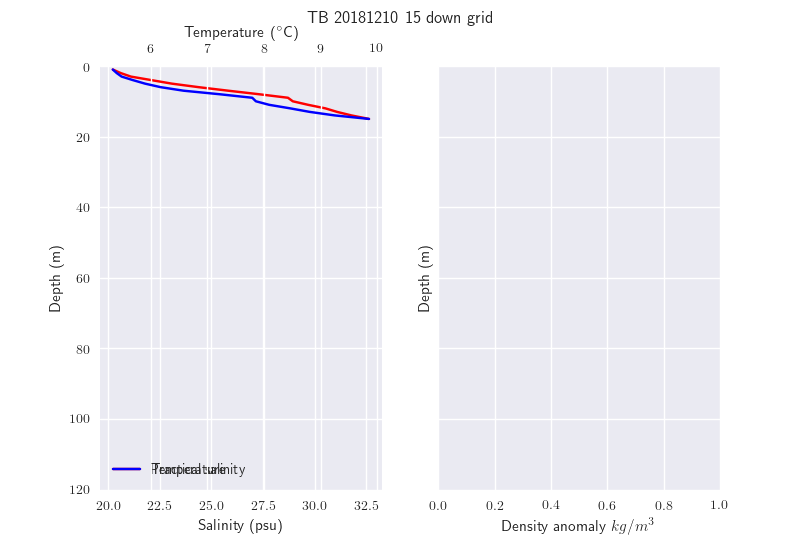 TB 20181210 15 down grid
Temperature (°C)
6 7 8 9 10
0
20
40
60
80
100
120
Depth (m)
Practical salinity
Temperature
20.0 22.5 25.0 27.5 30.0 32.5
Salinity (psu)
Depth (m)
0.0 0.2 0.4 0.6 0.8 1.0
Density anomaly kg/m³